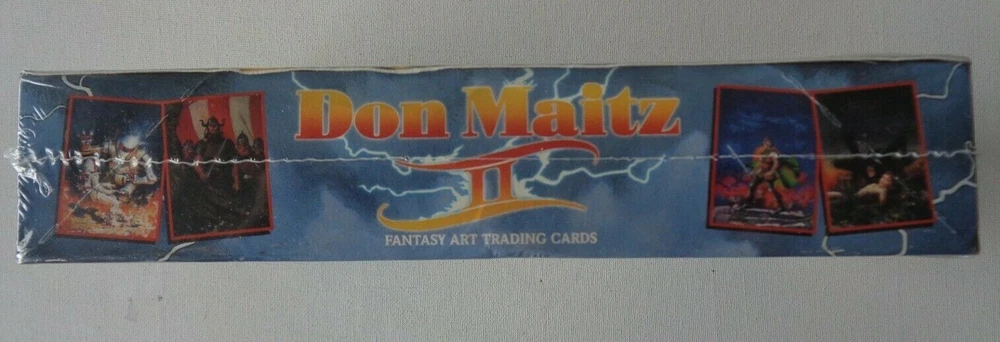 Don Maitz
II
FANTASY ART TRADING CARDS